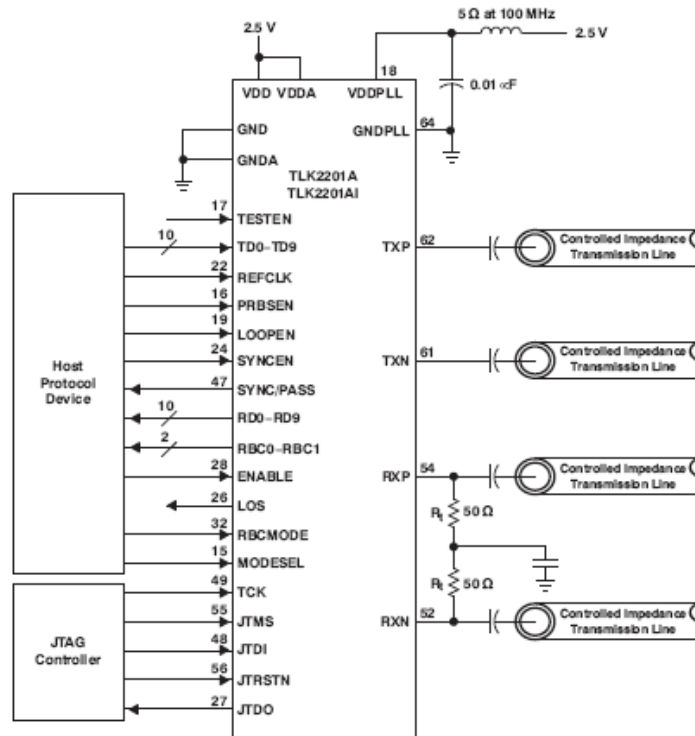 5 Ω at 100 MHz
2.5 V
2.5 V
18
0.01 ∝F
VDD VDDA
VDDPLL
GND
GNDPLL
64
GNDA
TLK2201A
TLK2201AI
17
TESTEN
10
TD0–TD9
TXP
62
Controlled Impedance
Transmission Line
22
REFCLK
16
PRBSEN
19
LOOPEN
24
SYNCEN
TXN
61
Controlled Impedance
Transmission Line
Host
Protocol
Device
47
SYNC/PASS
10
RD0–RD9
2
RBC0–RBC1
28
ENABLE
RXP
54
Controlled Impedance
Transmission Line
26
LOS
Rt
50 Ω
32
RBCMODE
15
MODESEL
49
TCK
Rt
50 Ω
55
JTMS
RXN
52
Controlled Impedance
Transmission Line
JTAG
Controller
48
JTDI
56
JTRSTN
27
JTDO